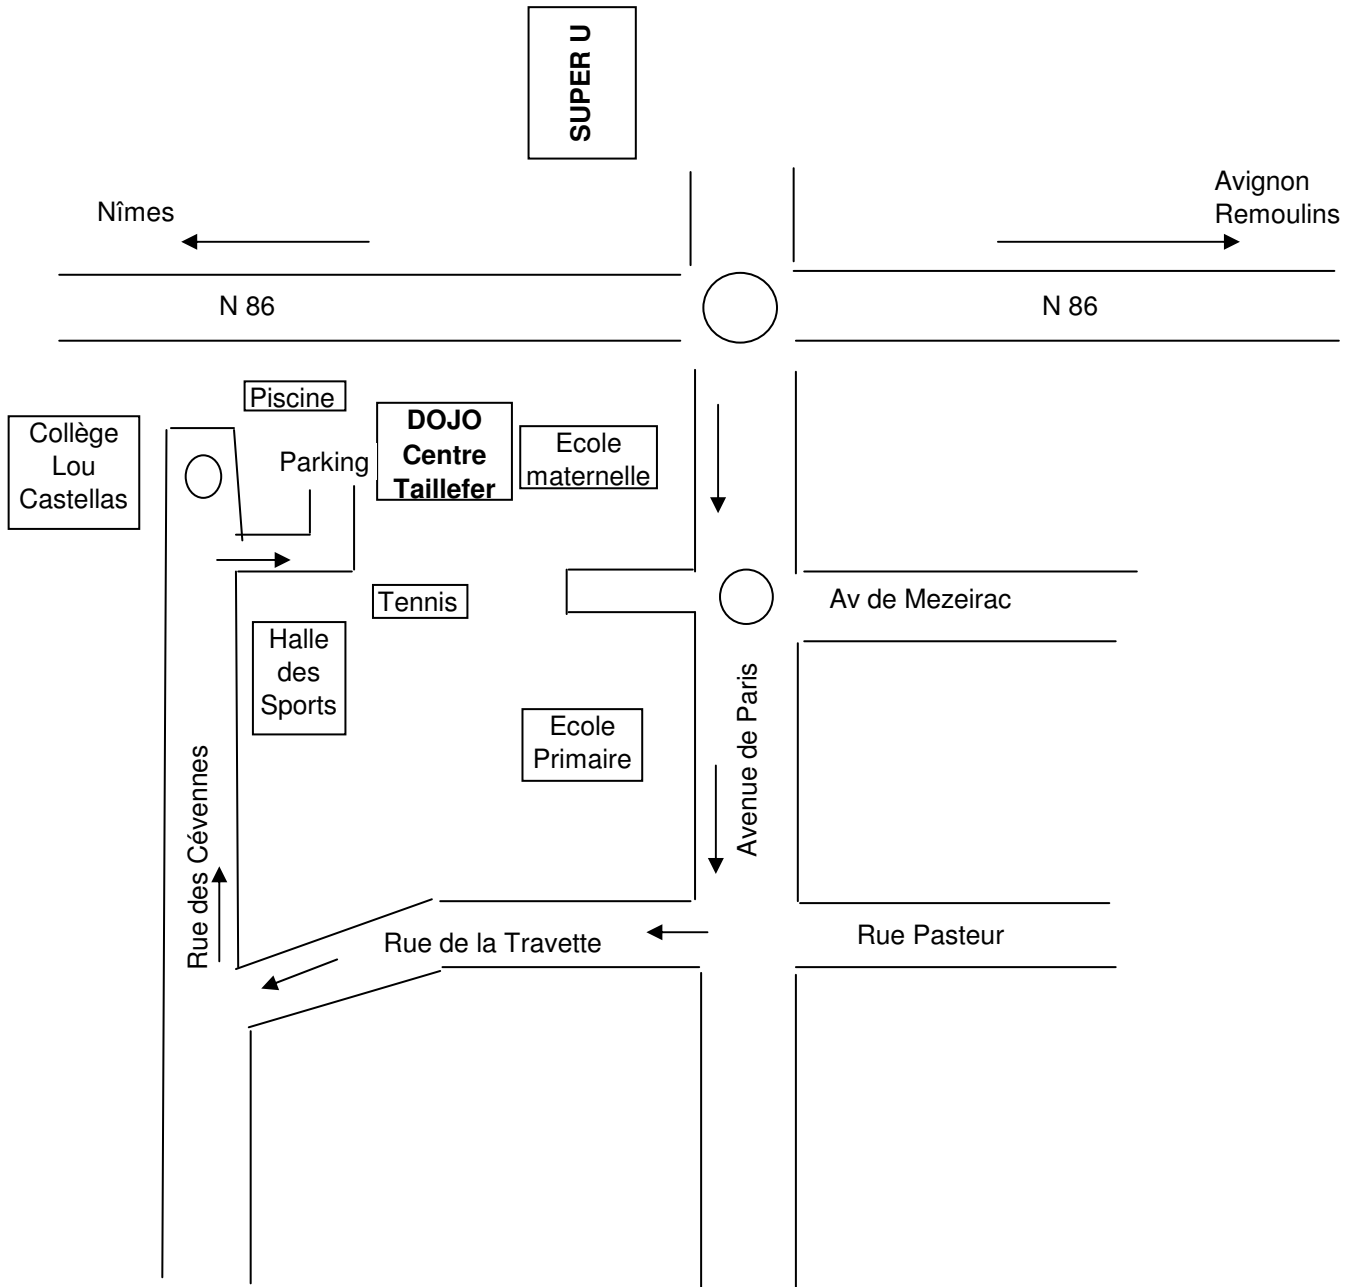 SUPER U
Avignon
Remoulins
Nîmes
N 86
N 86
Piscine
DOJO
Centre
Taillefer
Ecole
maternelle
Collège
Lou
Castellas
Parking
Tennis
Av de Mezeirac
Halle
des
Sports
Ecole
Primaire
Avenue de Paris
Rue des Cévennes
Rue de la Travette
Rue Pasteur